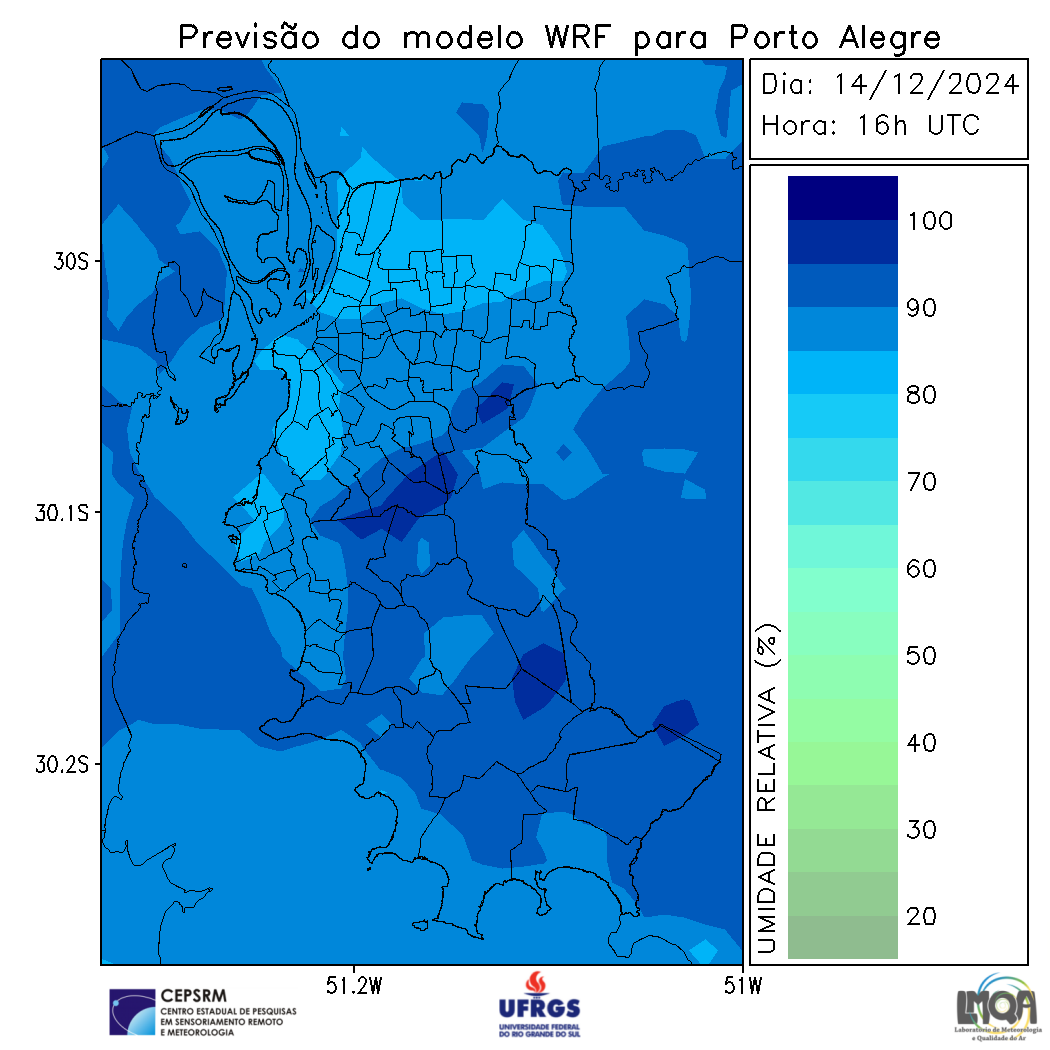 Previsão do modelo WRF para Porto Alegre
Dia: 14/12/2024
Hora: 16h UTC
30S
30.1S
30.2S
51.2W
51W
UMIDADE RELATIVA (%)
100
90
80
70
60
50
40
30
20
CEPSRM
CENTRO ESTADUAL DE PESQUISAS
EM SENSORIAMENTO REMOTO
E METEOROLOGIA
UFRGS
UNIVERSIDADE FEDERAL
DO RIO GRANDE DO SUL
LMQA
Laboratório de Meteorologia
e Qualidade do Ar